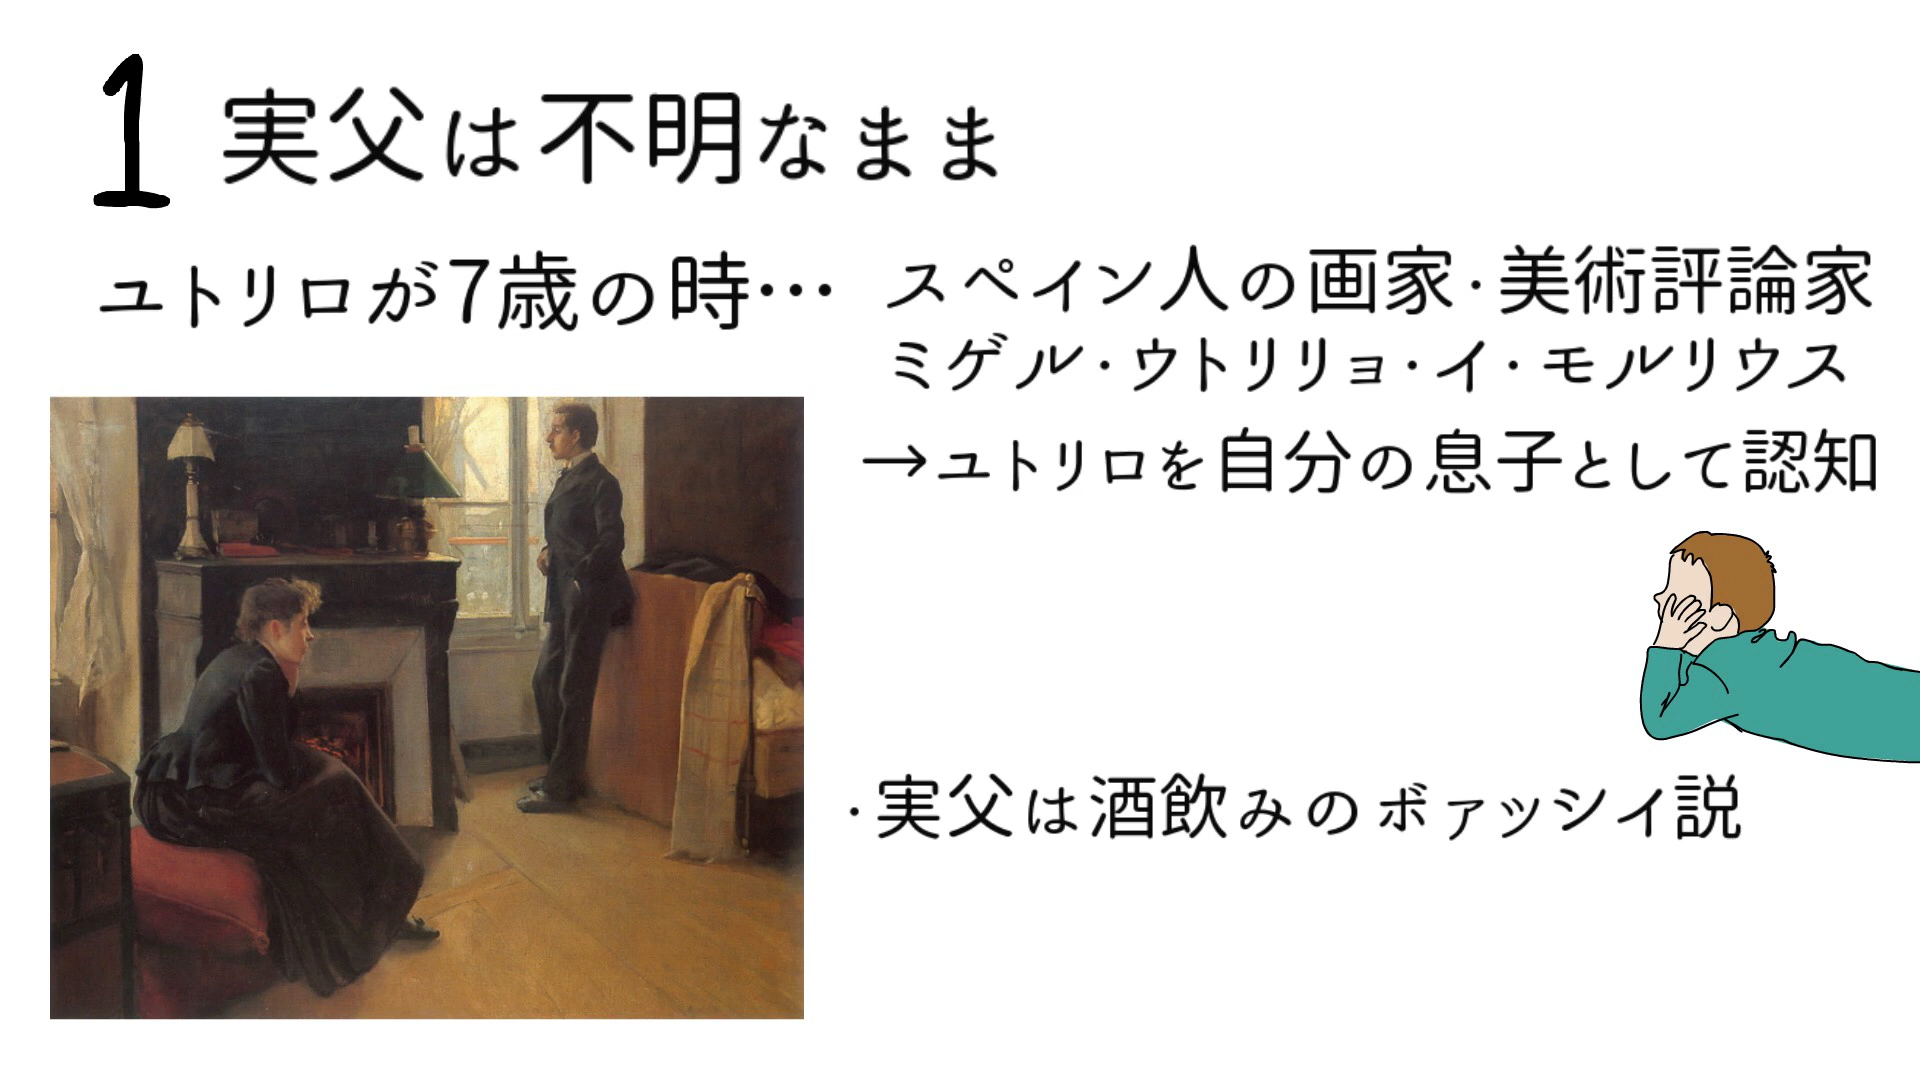 1 実父は不明なまま
ユトリロが7歳の時…
スペイン人の画家・美術評論家
ミゲル・ウトリリョ・イ・モルリウス
→ユトリロを自分の息子として認知
・実父は酒飲みのボァッシイ説